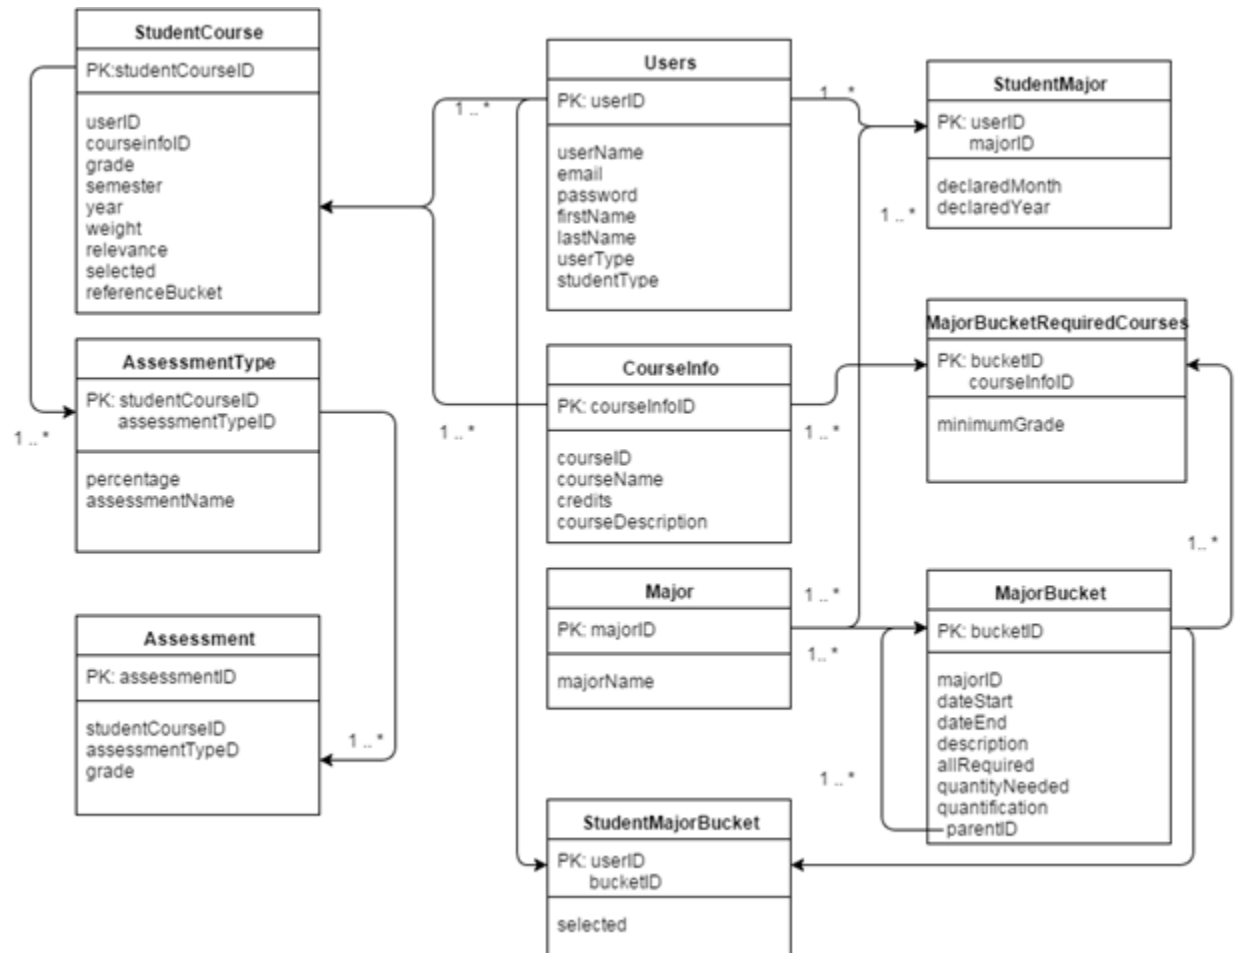 StudentCourse
PK:studentCourseID
userID
courseinfoID
grade
semester
year
weight
relevance
selected
referenceBucket
AssessmentType
PK: studentCourseID
assessmentTypeID
percentage
assessmentName
1 .. *
Assessment
PK: assessmentID
studentCourseID
assessmentTypeD
grade
1 .. *
Users
PK: userID
userName
email
password
firstName
lastName
userType
studentType
1 .. *
1 .. *
CourseInfo
PK: courseInfoID
courseID
courseName
credits
courseDescription
1 .. *
1 .. *
Major
PK: majorID
majorName
1 .. *
1.. *
StudentMajorBucket
PK: userID
bucketID
selected
StudentMajor
PK: userID
majorID
declaredMonth
declaredYear
1 .. *
MajorBucketRequiredCourses
PK: bucketID
courseInfoID
minimumGrade
1.. *
MajorBucket
PK: bucketID
majorID
dateStart
dateEnd
description
allRequired
quantityNeeded
quantification
parentID
1 .. *